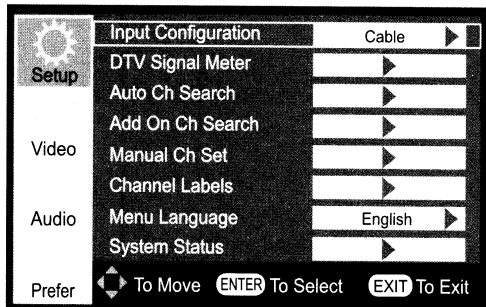 Setup
Video
Audio
Prefer
Input Configuration Cable
DTV Signal Meter
Auto Ch Search
Add On Ch Search
Manual Ch Set
Channel Labels
Menu Language English
System Status
To Move ENTER To Select EXIT To Exit